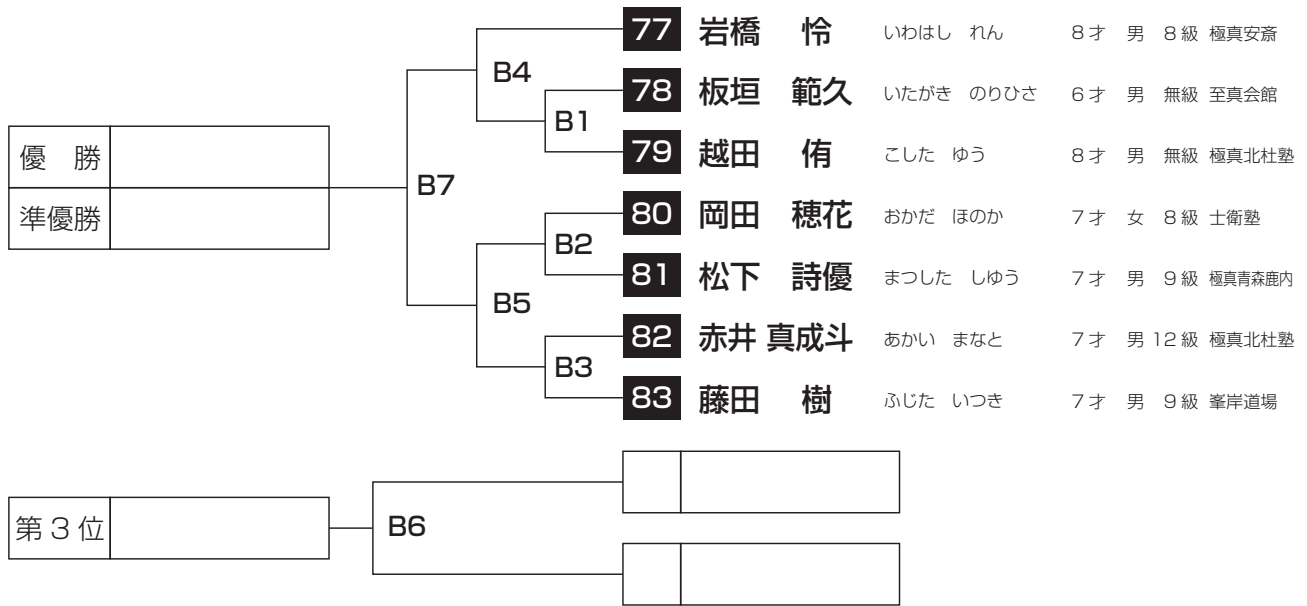 77 岩橋 怜 いわはし れん 8才 男 8級 極真安斎
B4
78 板垣 範久 いたがき のりひさ 6才 男 無級 至真会館
B1
優 勝
79 越田 侑 こした ゆう 8才 男 無級 極真北杜塾
B7
準優勝
80 岡田 穂花 おかだ ほのか 7才 女 8級 士衛塾
B2
81 松下 詩優 まつした しゆう 7才 男 9級 極真青森鹿内
B5
82 赤井 真成斗 あかい まなと 7才 男 12級 極真北杜塾
B3
83 藤田 樹 ふじた いつき 7才 男 9級 峯岸道場
第3位
B6